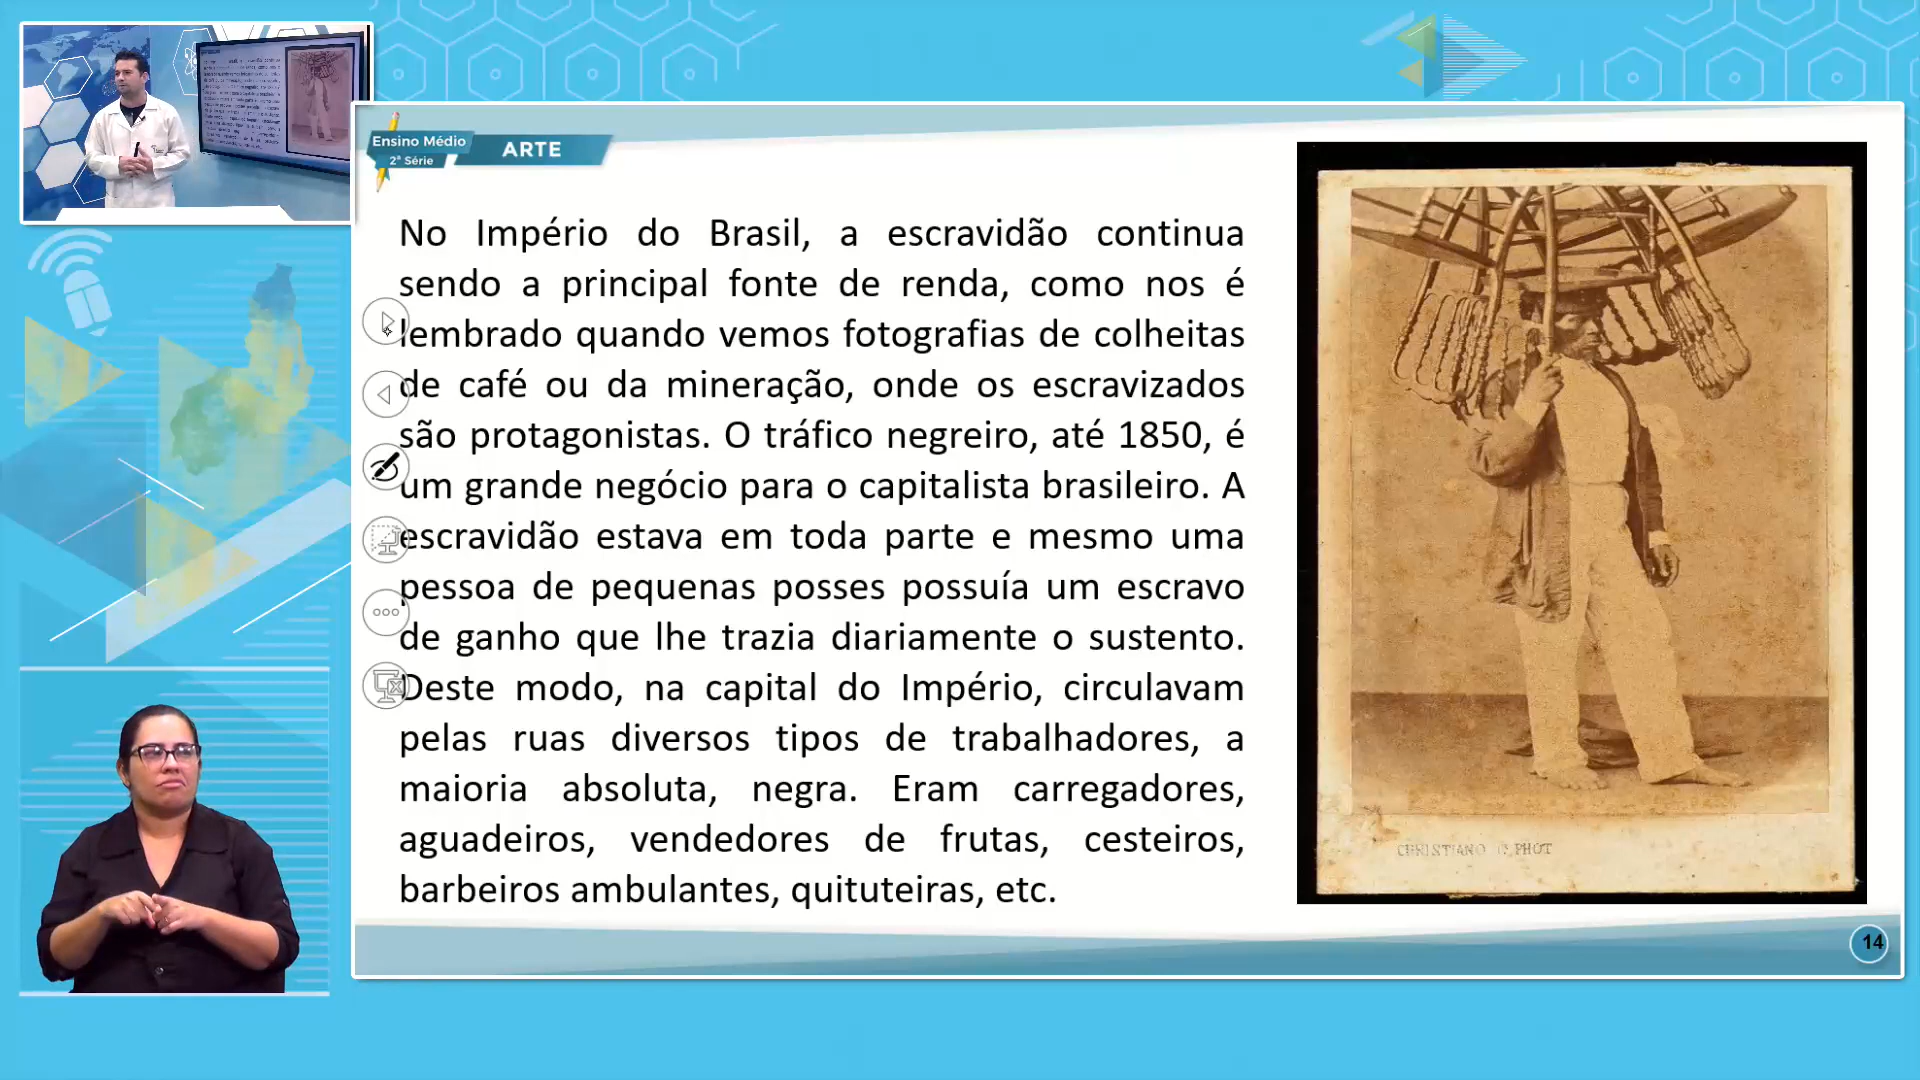 Ensino Médio
2ª Série
ARTE
No Império do Brasil, a escravidão continua
sendo a principal fonte de renda, como nos é
lembrado quando vemos fotografias de colheitas
de café ou da mineração, onde os escravizados
são protagonistas. O tráfico negreiro, até 1850, é
um grande negócio para o capitalista brasileiro. A
escravidão estava em toda parte e mesmo uma
pessoa de pequenas posses possuía um escravo
de ganho que lhe trazia diariamente o sustento.
Deste modo, na capital do Império, circulavam
pelas ruas diversos tipos de trabalhadores, a
maioria absoluta, negra. Eram carregadores,
aguadeiros, vendedores de frutas, cesteiros,
barbeiros ambulantes, quituteiras, etc.
CHRISTIANO PHOT
14